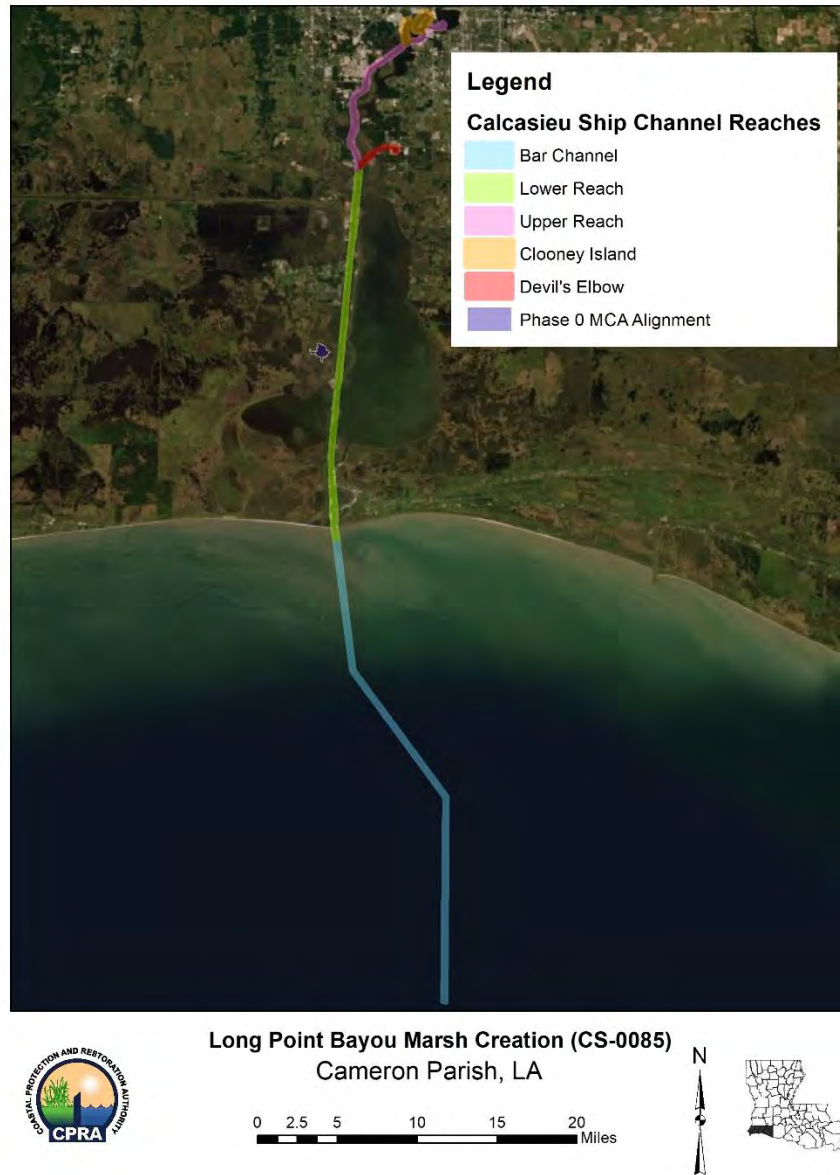 Legend
Calcasieu Ship Channel Reaches
Bar Channel
Lower Reach
Upper Reach
Clooney Island
Devil's Elbow
Phase 0 MCA Alignment
Long Point Bayou Marsh Creation (CS-0085)
Cameron Parish, LA
COASTAL PROTECTION AND RESTORATION AUTHORITY
CPRA
0 2.5 5 10 15 20
Miles
N